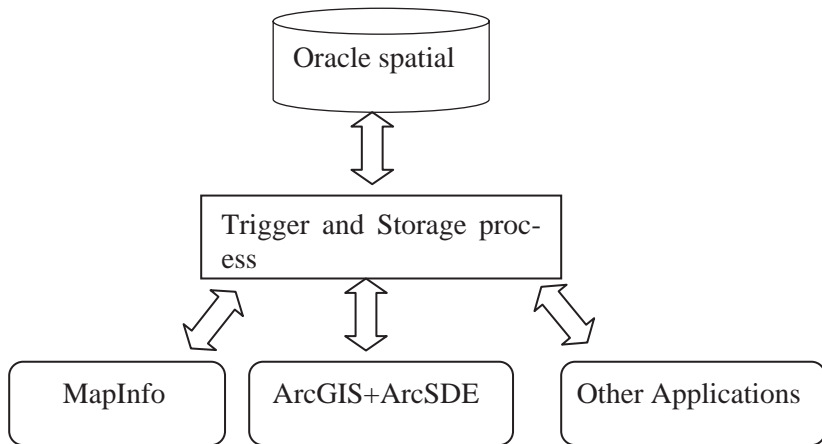 Oracle spatial
Trigger and Storage proc-
ess
MapInfo
ArcGIS+ArcSDE
Other Applications